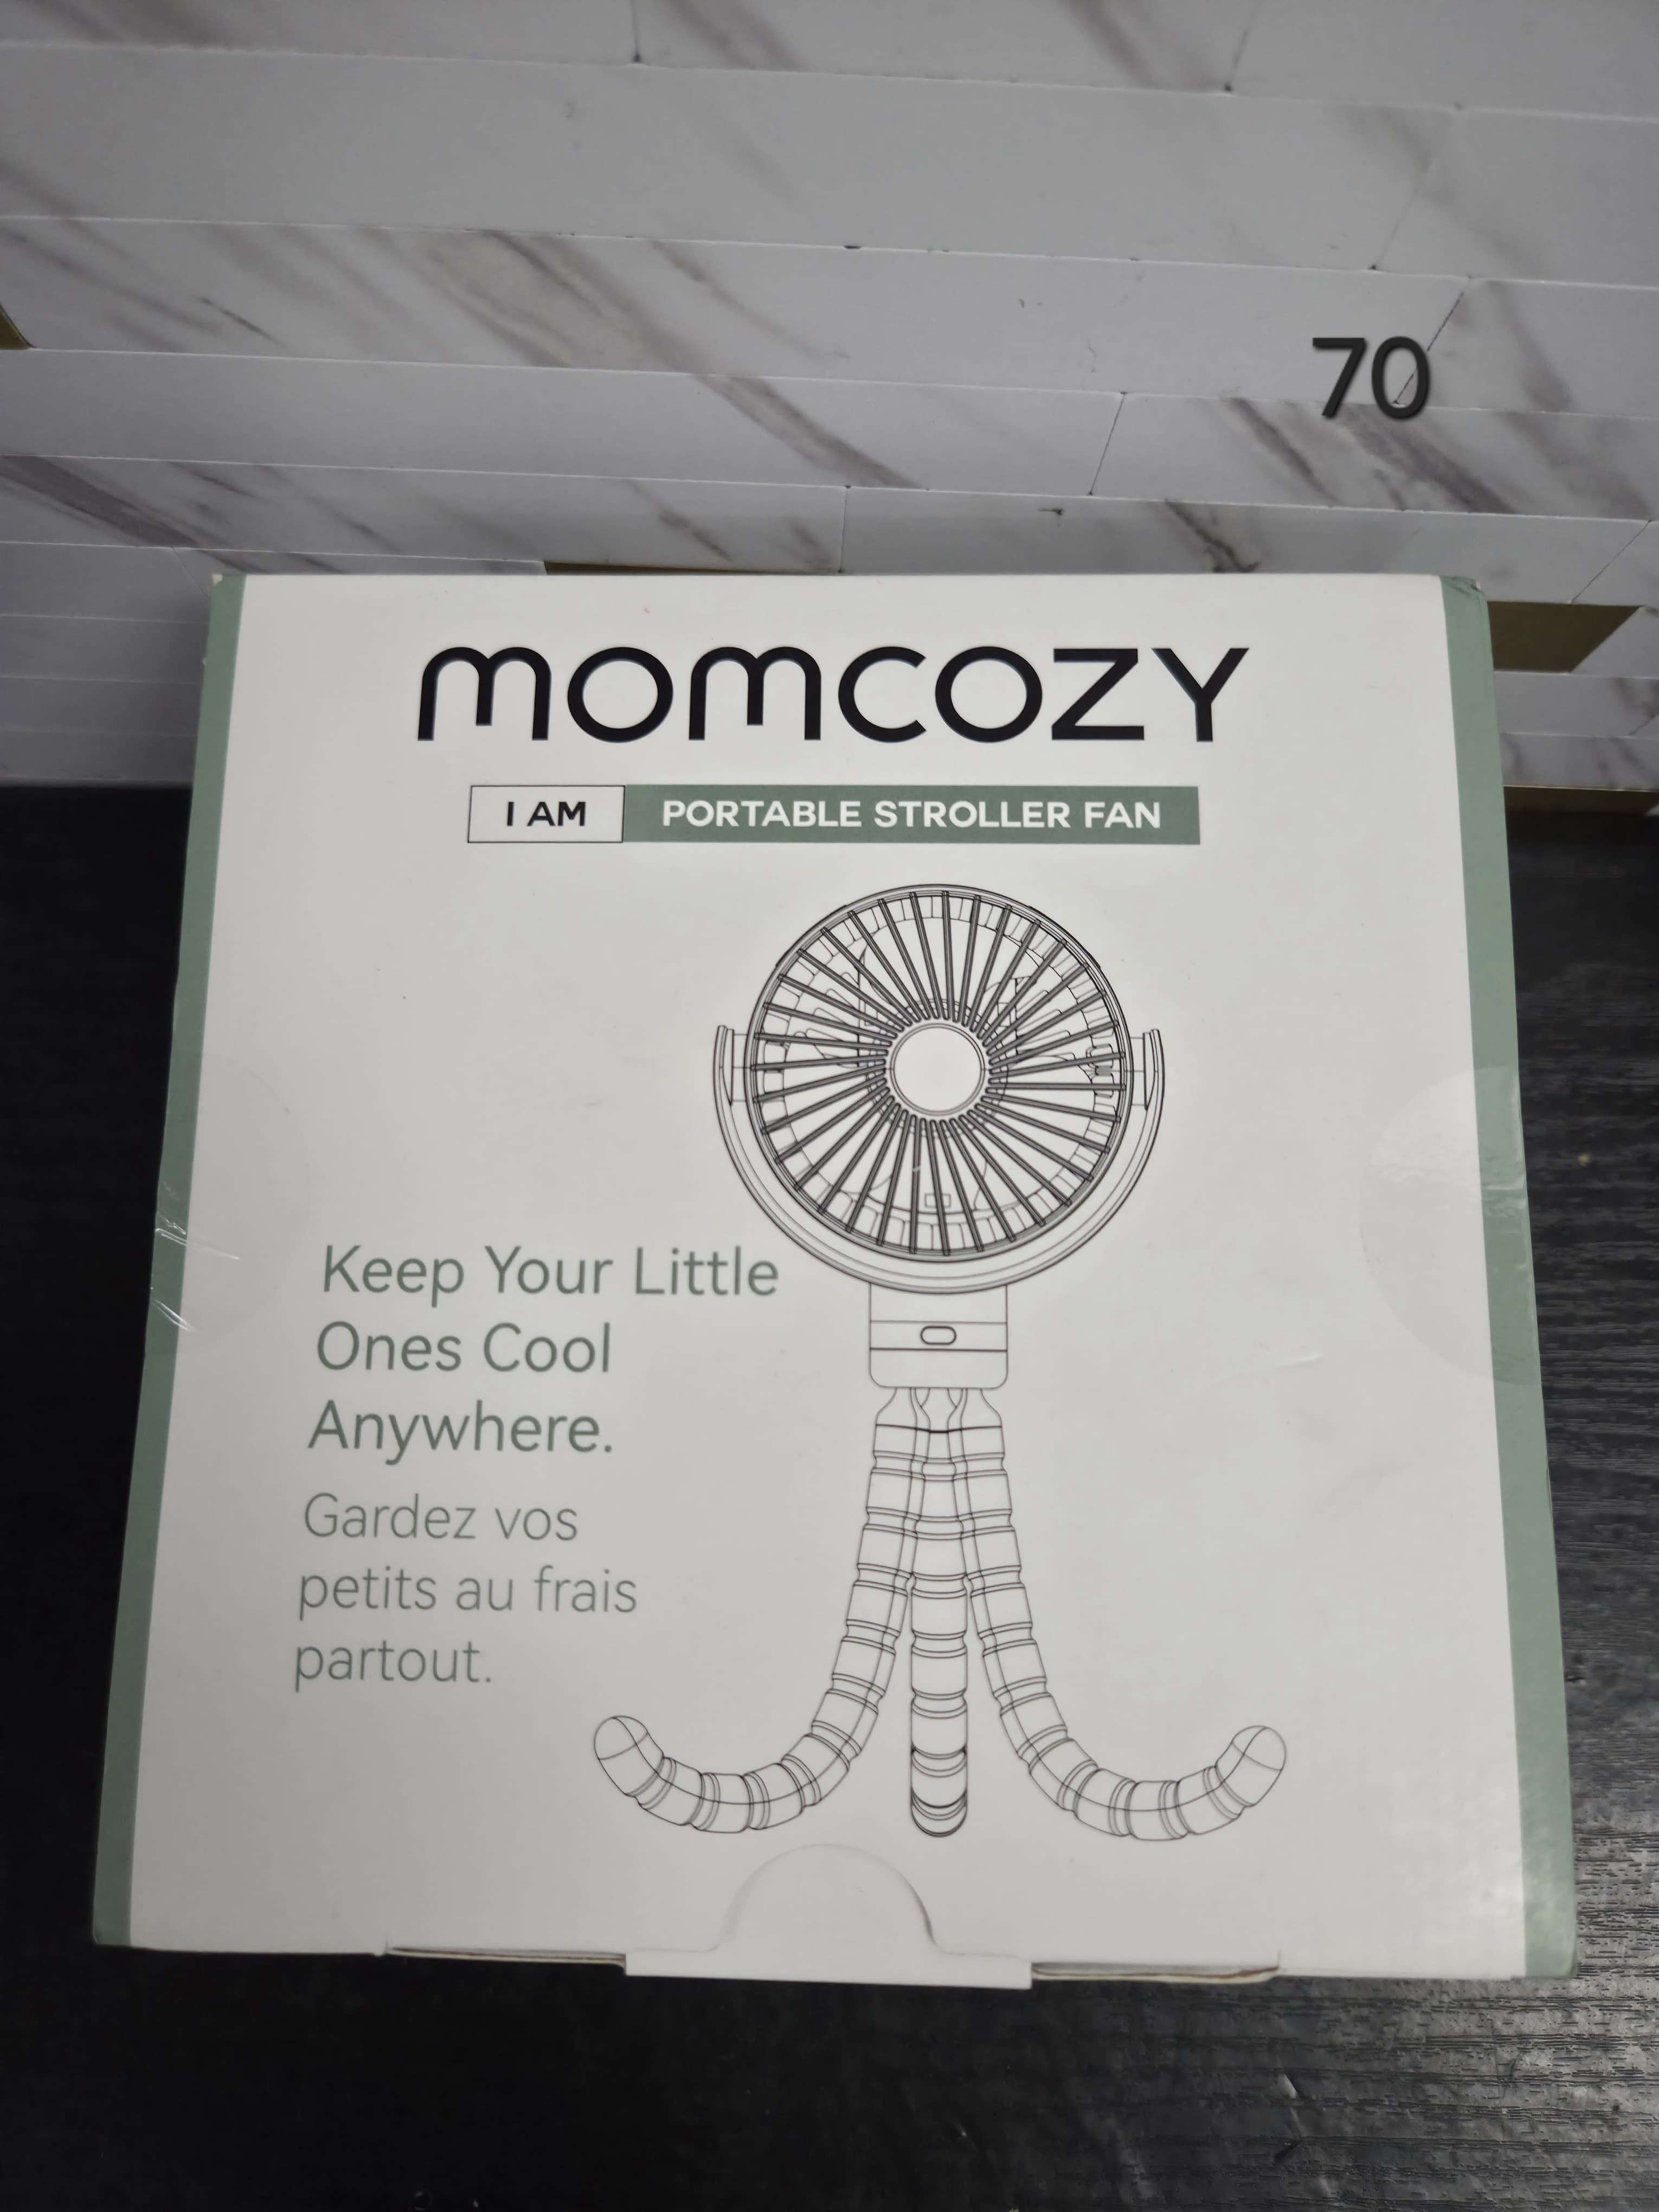 70
momcozy
I AM PORTABLE STROLLER FAN
Keep Your Little
Ones Cool
Anywhere.
Gardez vos
petits au frais
partout.